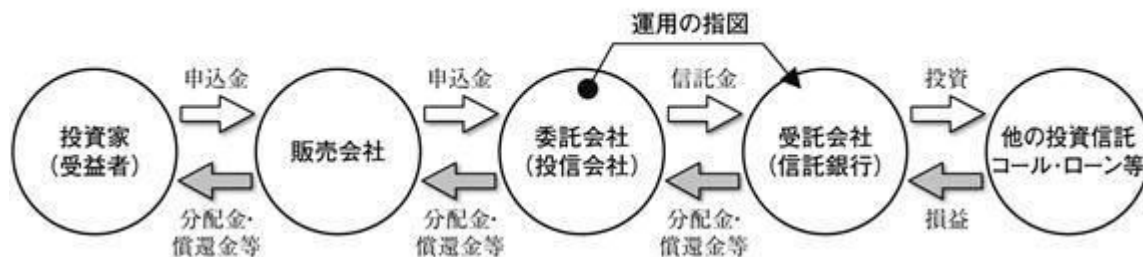 運用の指図
申込金
申込金
信託金
投資
投資家
（受益者）
販売会社
委託会社
（投信会社）
受託会社
（信託銀行）
他の投資信託
コール・ローン等
分配金・
償還金等
分配金・
償還金等
分配金・
償還金等
損益